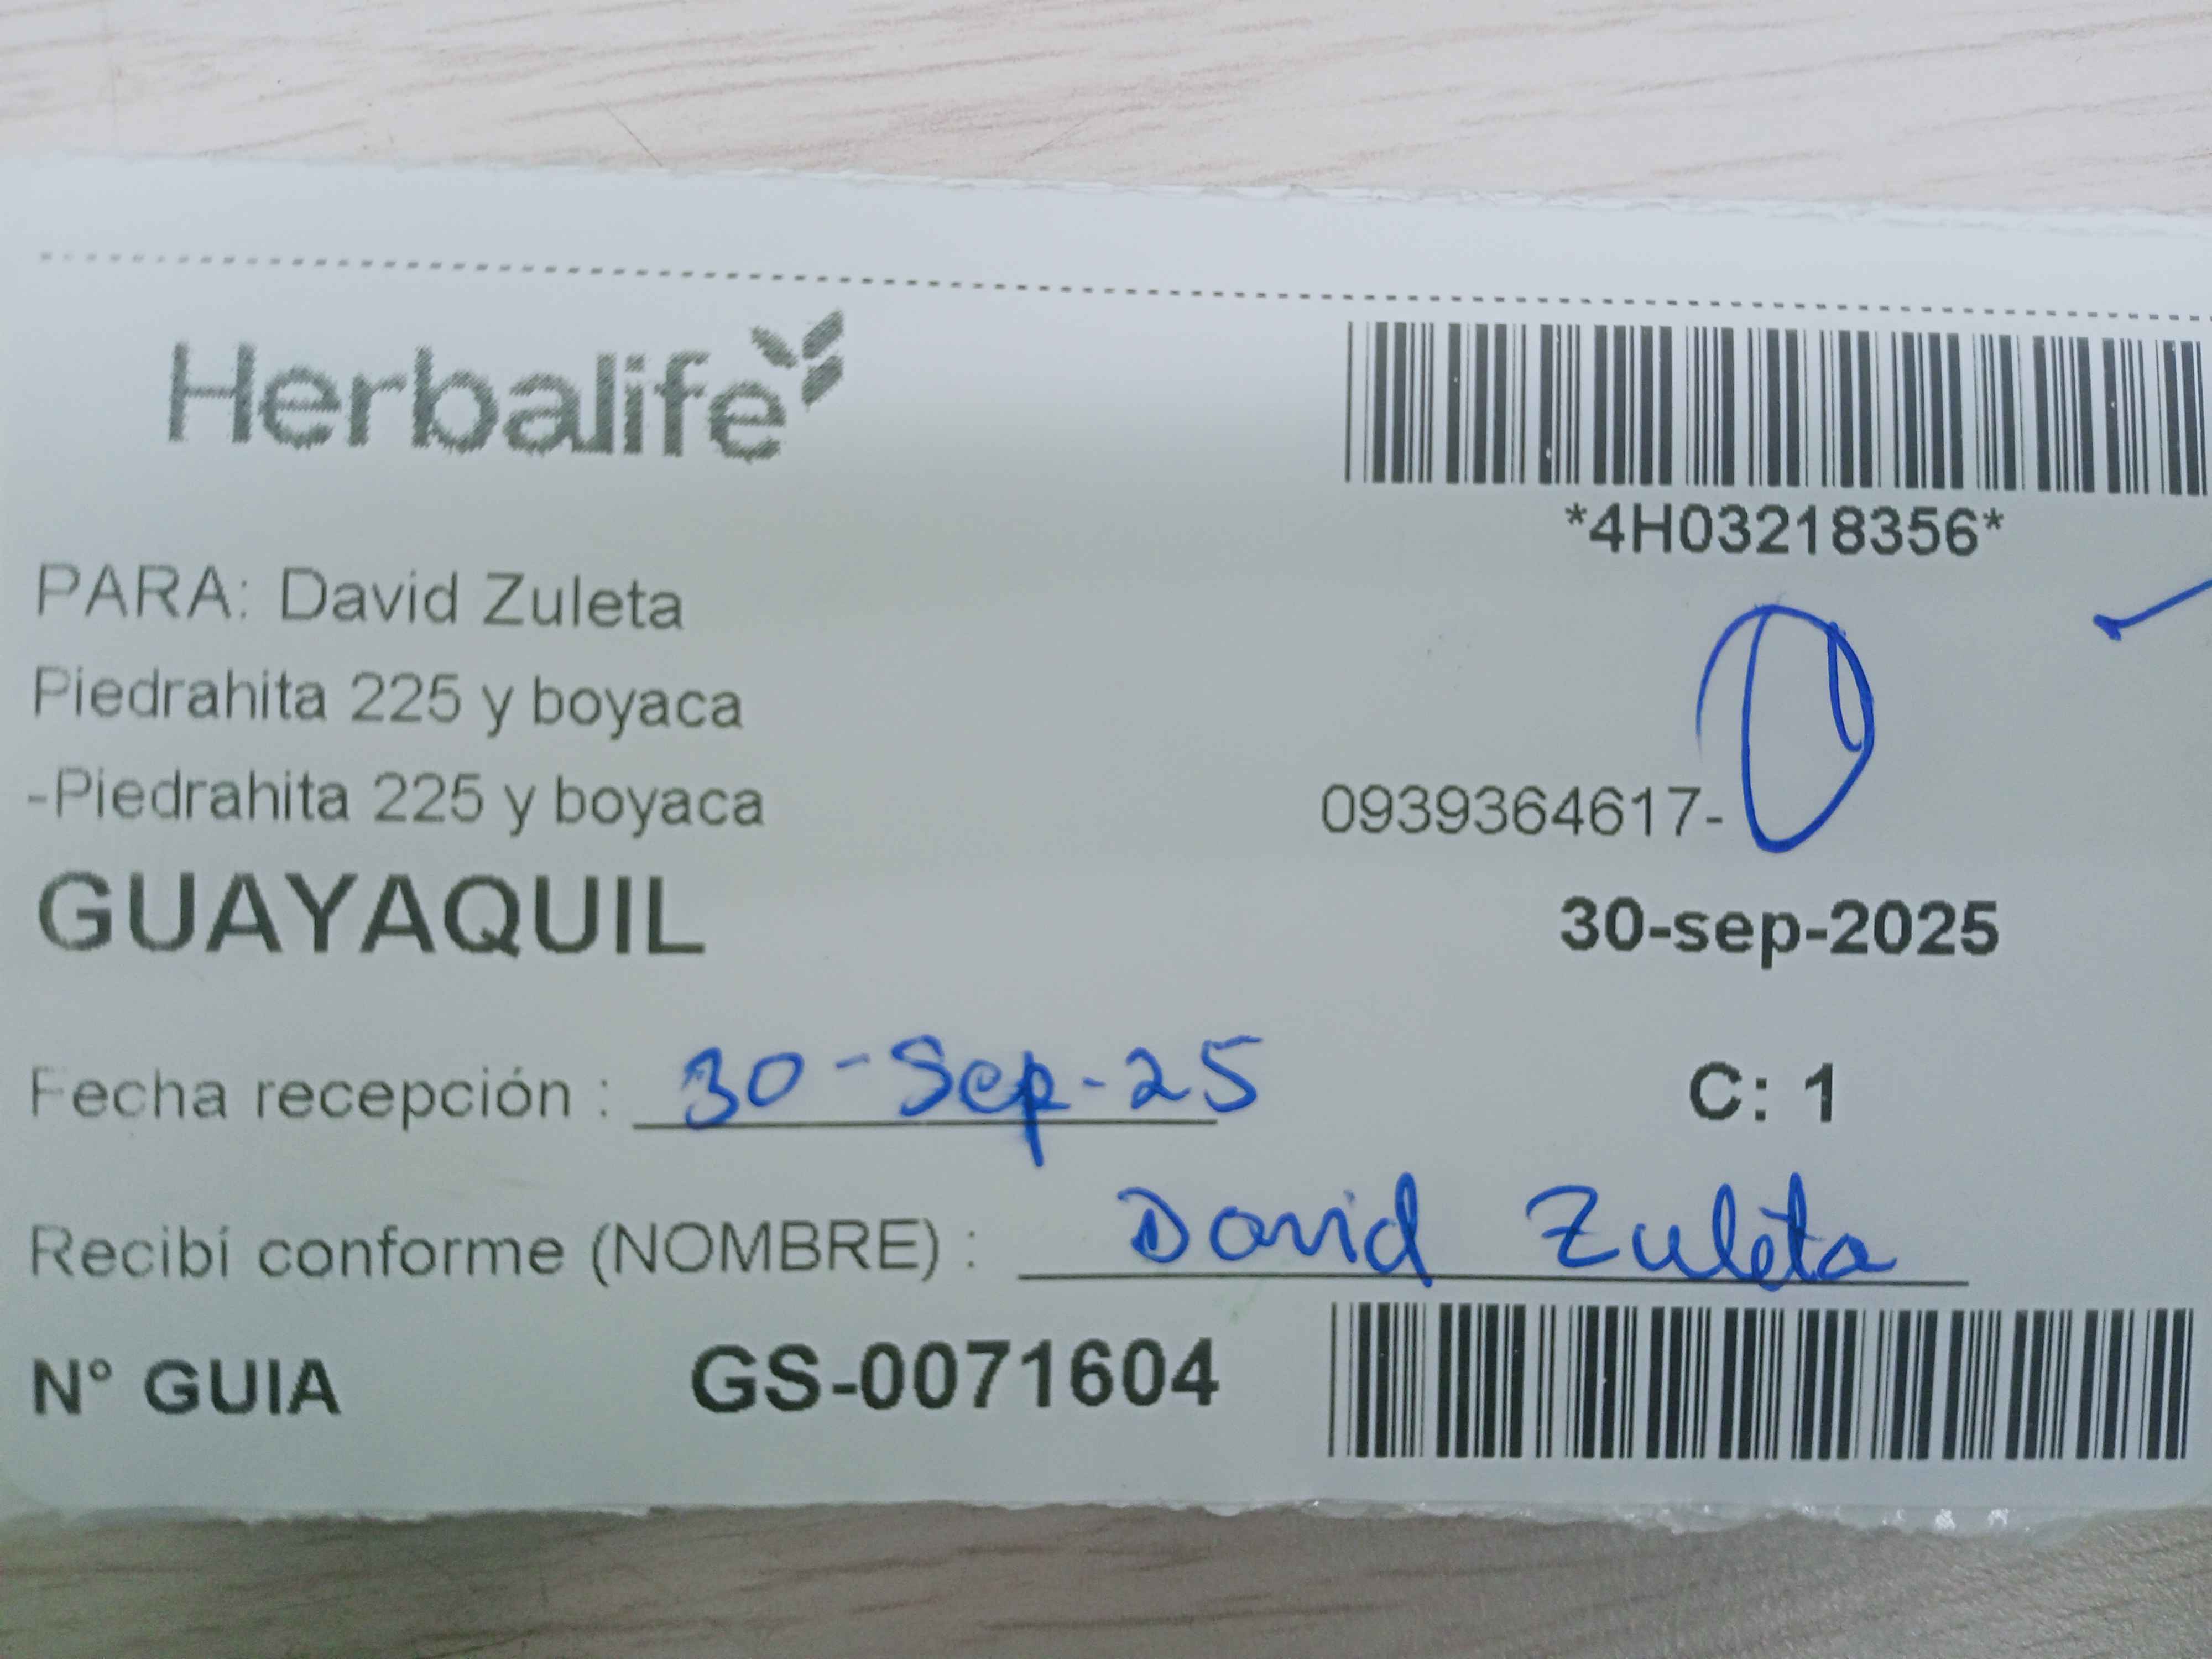 Herbalife
*4H03218356*
PARA: David Zuleta
Piedrahita 225 y boyaca
-Piedrahita 225 y boyaca 0939364617-
GUAYAQUIL 30-sep-2025
Fecha recepción : 30-Sep-25 C: 1
Recibí conforme (NOMBRE) : David Zuleta
N° GUIA GS-0071604